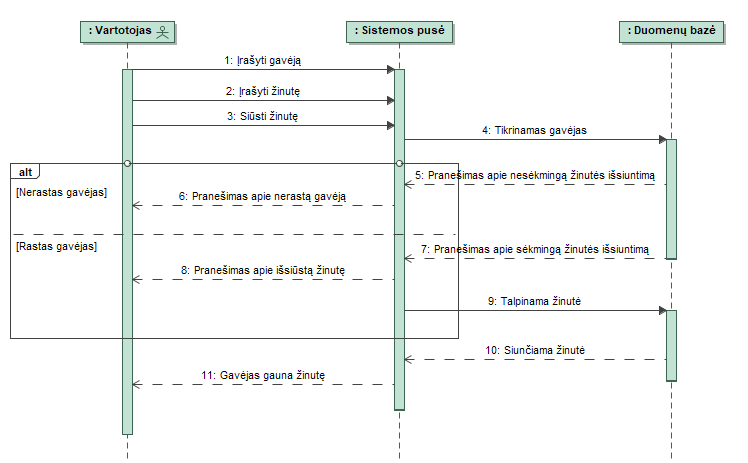 : Vartotojas
: Sistemos pusė
: Duomenų bazė
1: Įrašyti gavėją
2: Įrašyti žinutę
3: Siūsti žinutę
4: Tikrinamas gavėjas
alt
[Nerastas gavėjas]
5: Pranešimas apie nesėkmingą žinutės išsiuntimą
6: Pranešimas apie nerastą gavėją
[Rastas gavėjas]
7: Pranešimas apie sėkmingą žinutės išsiuntimą
8: Pranešimas apie išsiųstą žinutę
9: Talpinama žinutė
10: Siunčiama žinutė
11: Gavėjas gauna žinutę